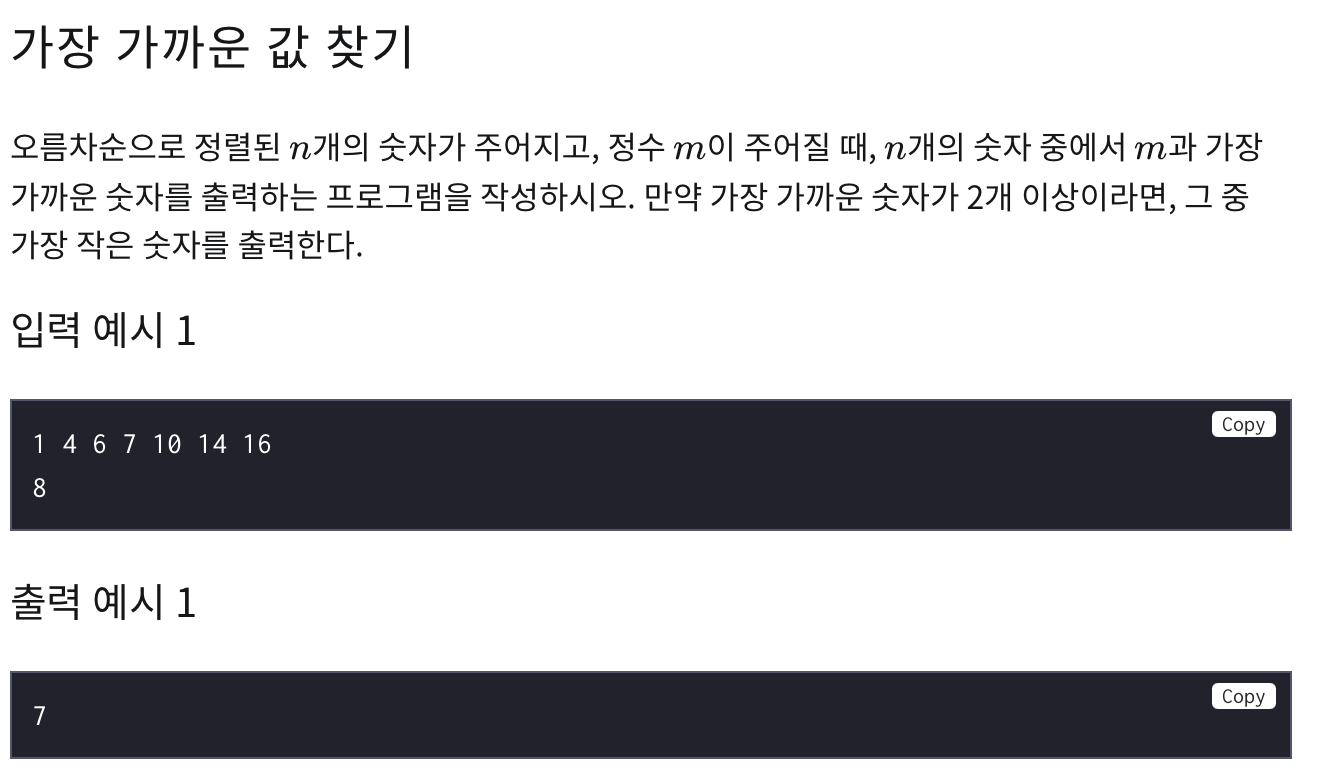 가장 가까운 값 찾기
오름차순으로 정렬된 n개의 숫자가 주어지고, 정수 m이 주어질 때, n개의 숫자 중에서 m과 가장
가까운 숫자를 출력하는 프로그램을 작성하시오. 만약 가장 가까운 숫자가 2개 이상이라면, 그 중
가장 작은 숫자를 출력한다.
입력 예시 1
Copy
1 4 6 7 10 14 16
8
출력 예시 1
Copy
7